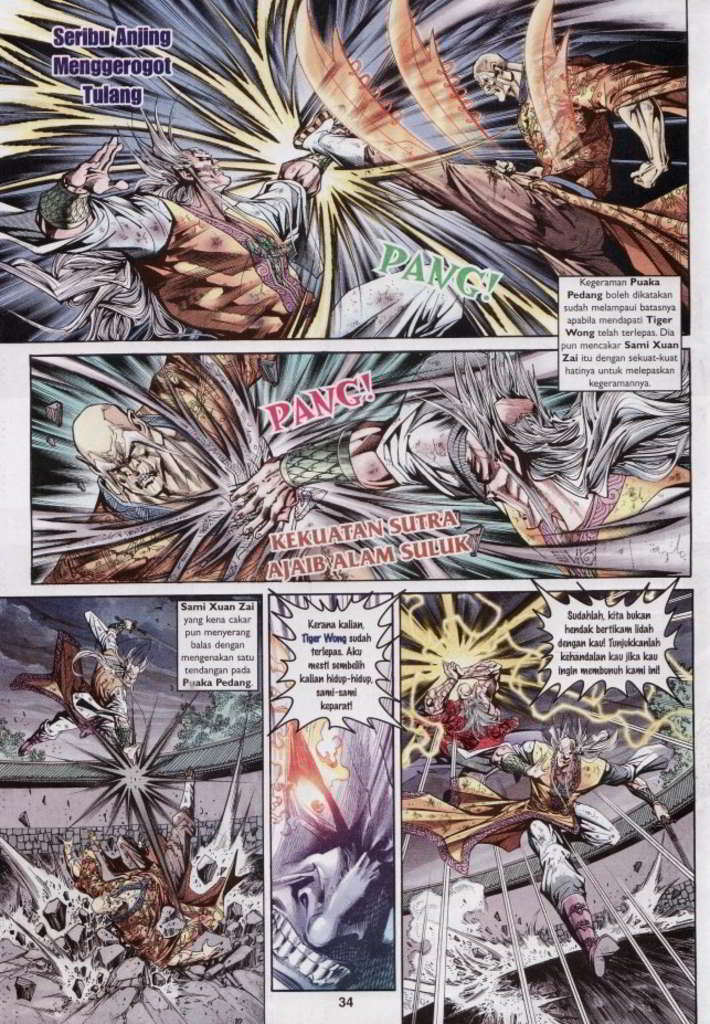 Seribu Anjing
Menggerogot
Tulang
PANG!
Kegeraman Puaka
Pedang boleh dikatakan
sudah melampaui batasnya
apabila mendapati Tiger
Wong telah terlepas. Dia
pun mencakar Sami Xuan
Zai itu dengan sekuat-kuat
hatinya untuk melepaskan
kegeramannya.
PANG!
KEKUATAN SUTRA
AJAIB ALAM SULUK
Sami Xuan Zai
yang kena cakar
pun menyerang
balas dengan
mengenakan satu
tendangan pada
Puaka Pedang.
Kerana kalian,
Tiger Wong sudah
terlepas. Aku
mesti sembelih
kalian hidup-hidup,
sami-sami
keparat!
Sudahlah, kita bukan
hendak bertikam lidah
dengan kau! Tunjukkanlah
kehandalan kau jika kau
ingin membunuh kami ini!
34